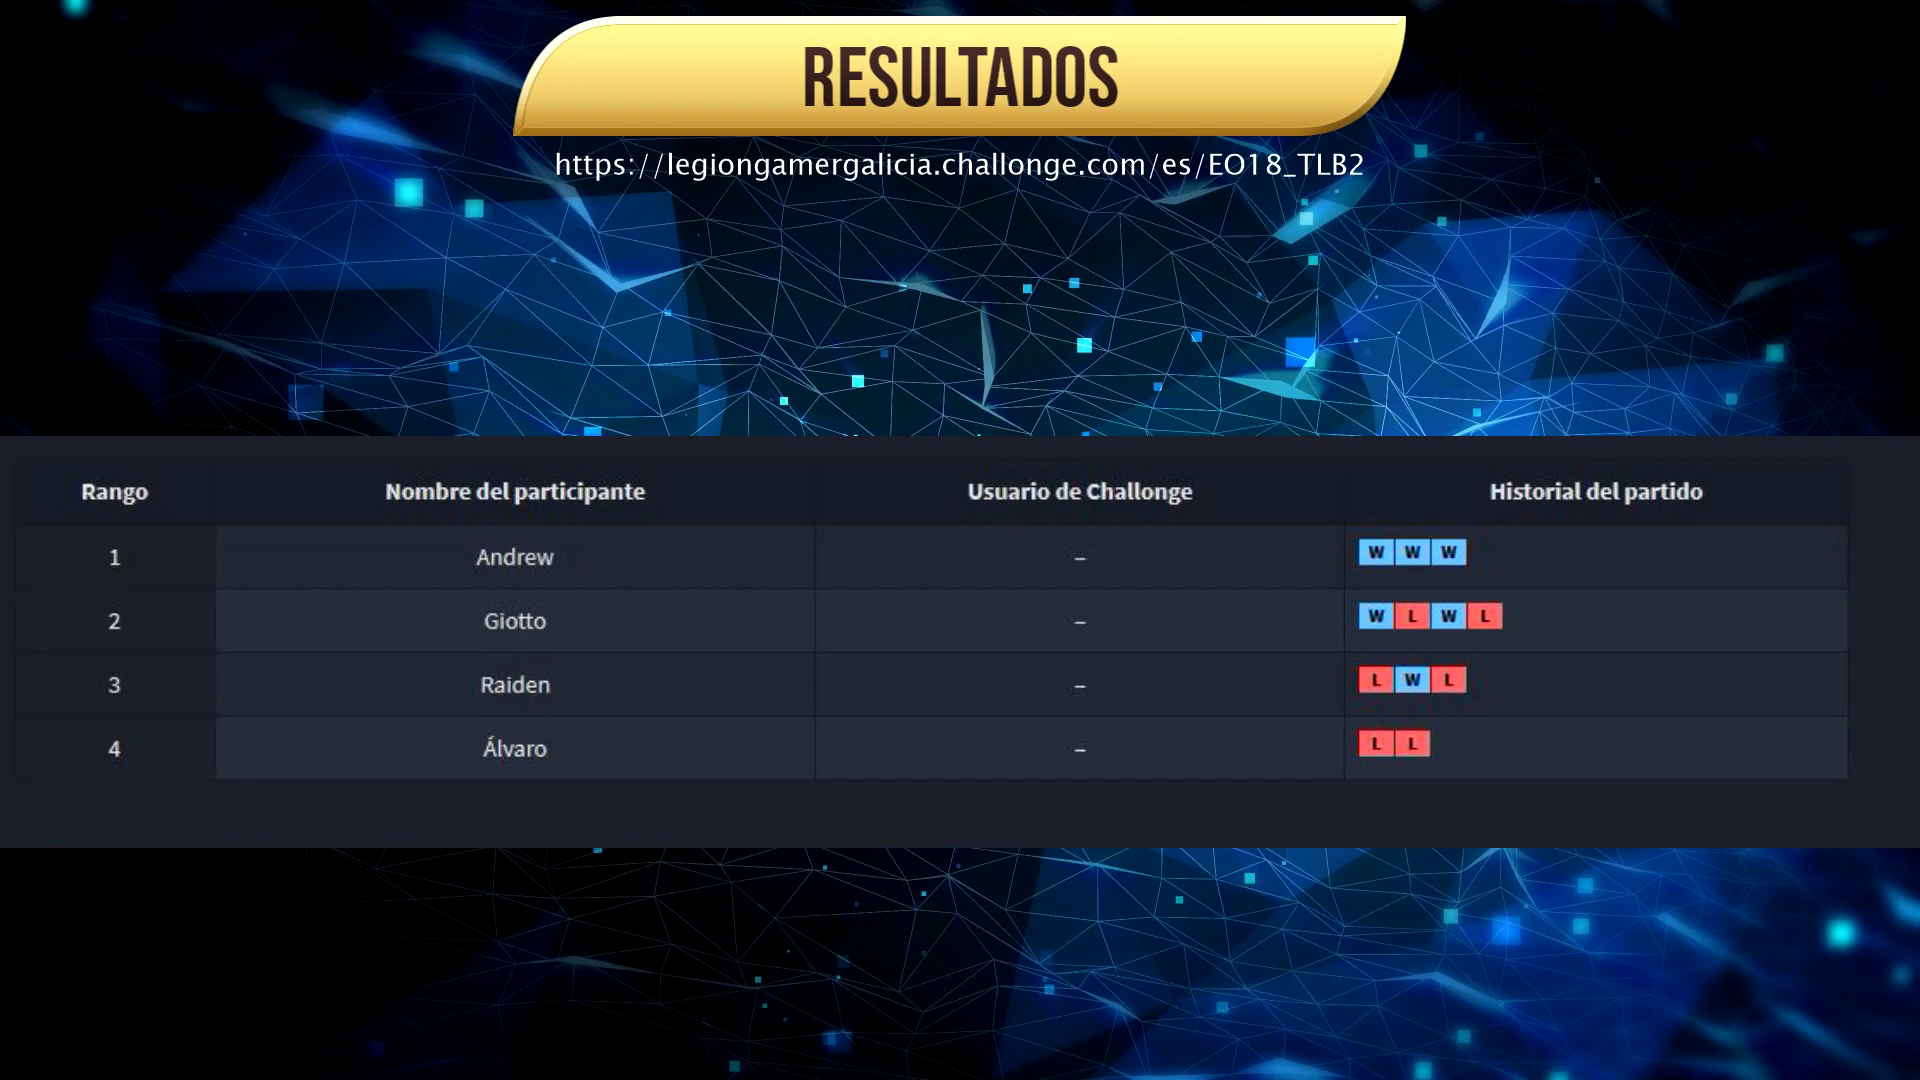 RESULTADOS
https://legiongamergalicia.challonge.com/es/EO18_TLB2
Rango Nombre del participante Usuario de Challonge Historial del partido
1 Andrew – W W W
2 Giotto – W L W L
3 Raiden – L W L
4 Álvaro – L L